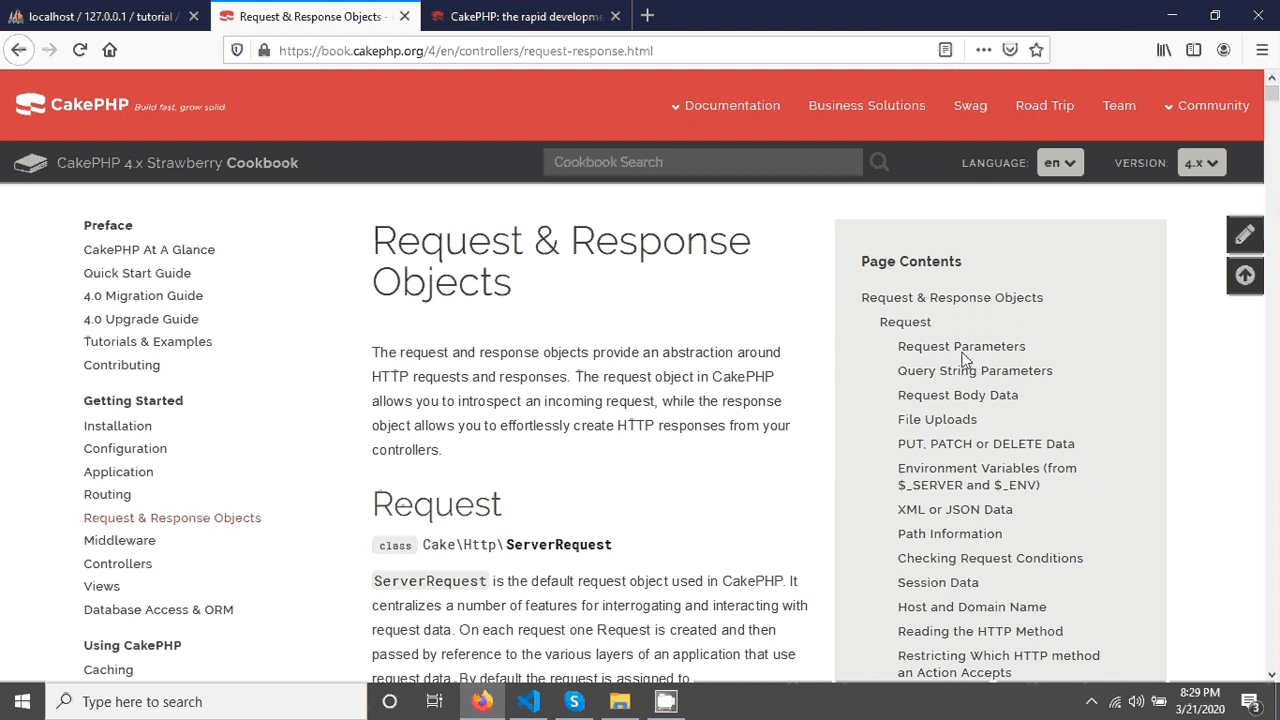 localhost / 127.0.0.1 / tutorial /
Request & Response Objects -
CakePHP: the rapid developme
https://book.cakephp.org/4/en/controllers/request-response.html
CakePHP Build fast, grow solid.
Documentation
Business Solutions
Swag
Road Trip
Team
Community
CakePHP 4.x Strawberry Cookbook
Cookbook Search
LANGUAGE: en
VERSION: 4.x
Preface
CakePHP At A Glance
Quick Start Guide
4.0 Migration Guide
4.0 Upgrade Guide
Tutorials & Examples
Contributing
Getting Started
Installation
Configuration
Application
Routing
Request & Response Objects
Middleware
Controllers
Views
Database Access & ORM
Using CakePHP
Caching
Request & Response
Objects
The request and response objects provide an abstraction around
HTTP requests and responses. The request object in CakePHP
allows you to introspect an incoming request, while the response
object allows you to effortlessly create HTTP responses from your
controllers.
Request
class Cake\Http\ServerRequest
ServerRequest is the default request object used in CakePHP. It
centralizes a number of features for interrogating and interacting with
request data. On each request one Request is created and then
passed by reference to the various layers of an application that use
request data. By default the request is assigned to
Page Contents
Request & Response Objects
Request
Request Parameters
Query String Parameters
Request Body Data
File Uploads
PUT, PATCH or DELETE Data
Environment Variables (from
$_SERVER and $_ENV)
XML or JSON Data
Path Information
Checking Request Conditions
Session Data
Host and Domain Name
Reading the HTTP Method
Restricting Which HTTP method
an Action Accepts
Type here to search
8:29 PM
3/21/2020
3